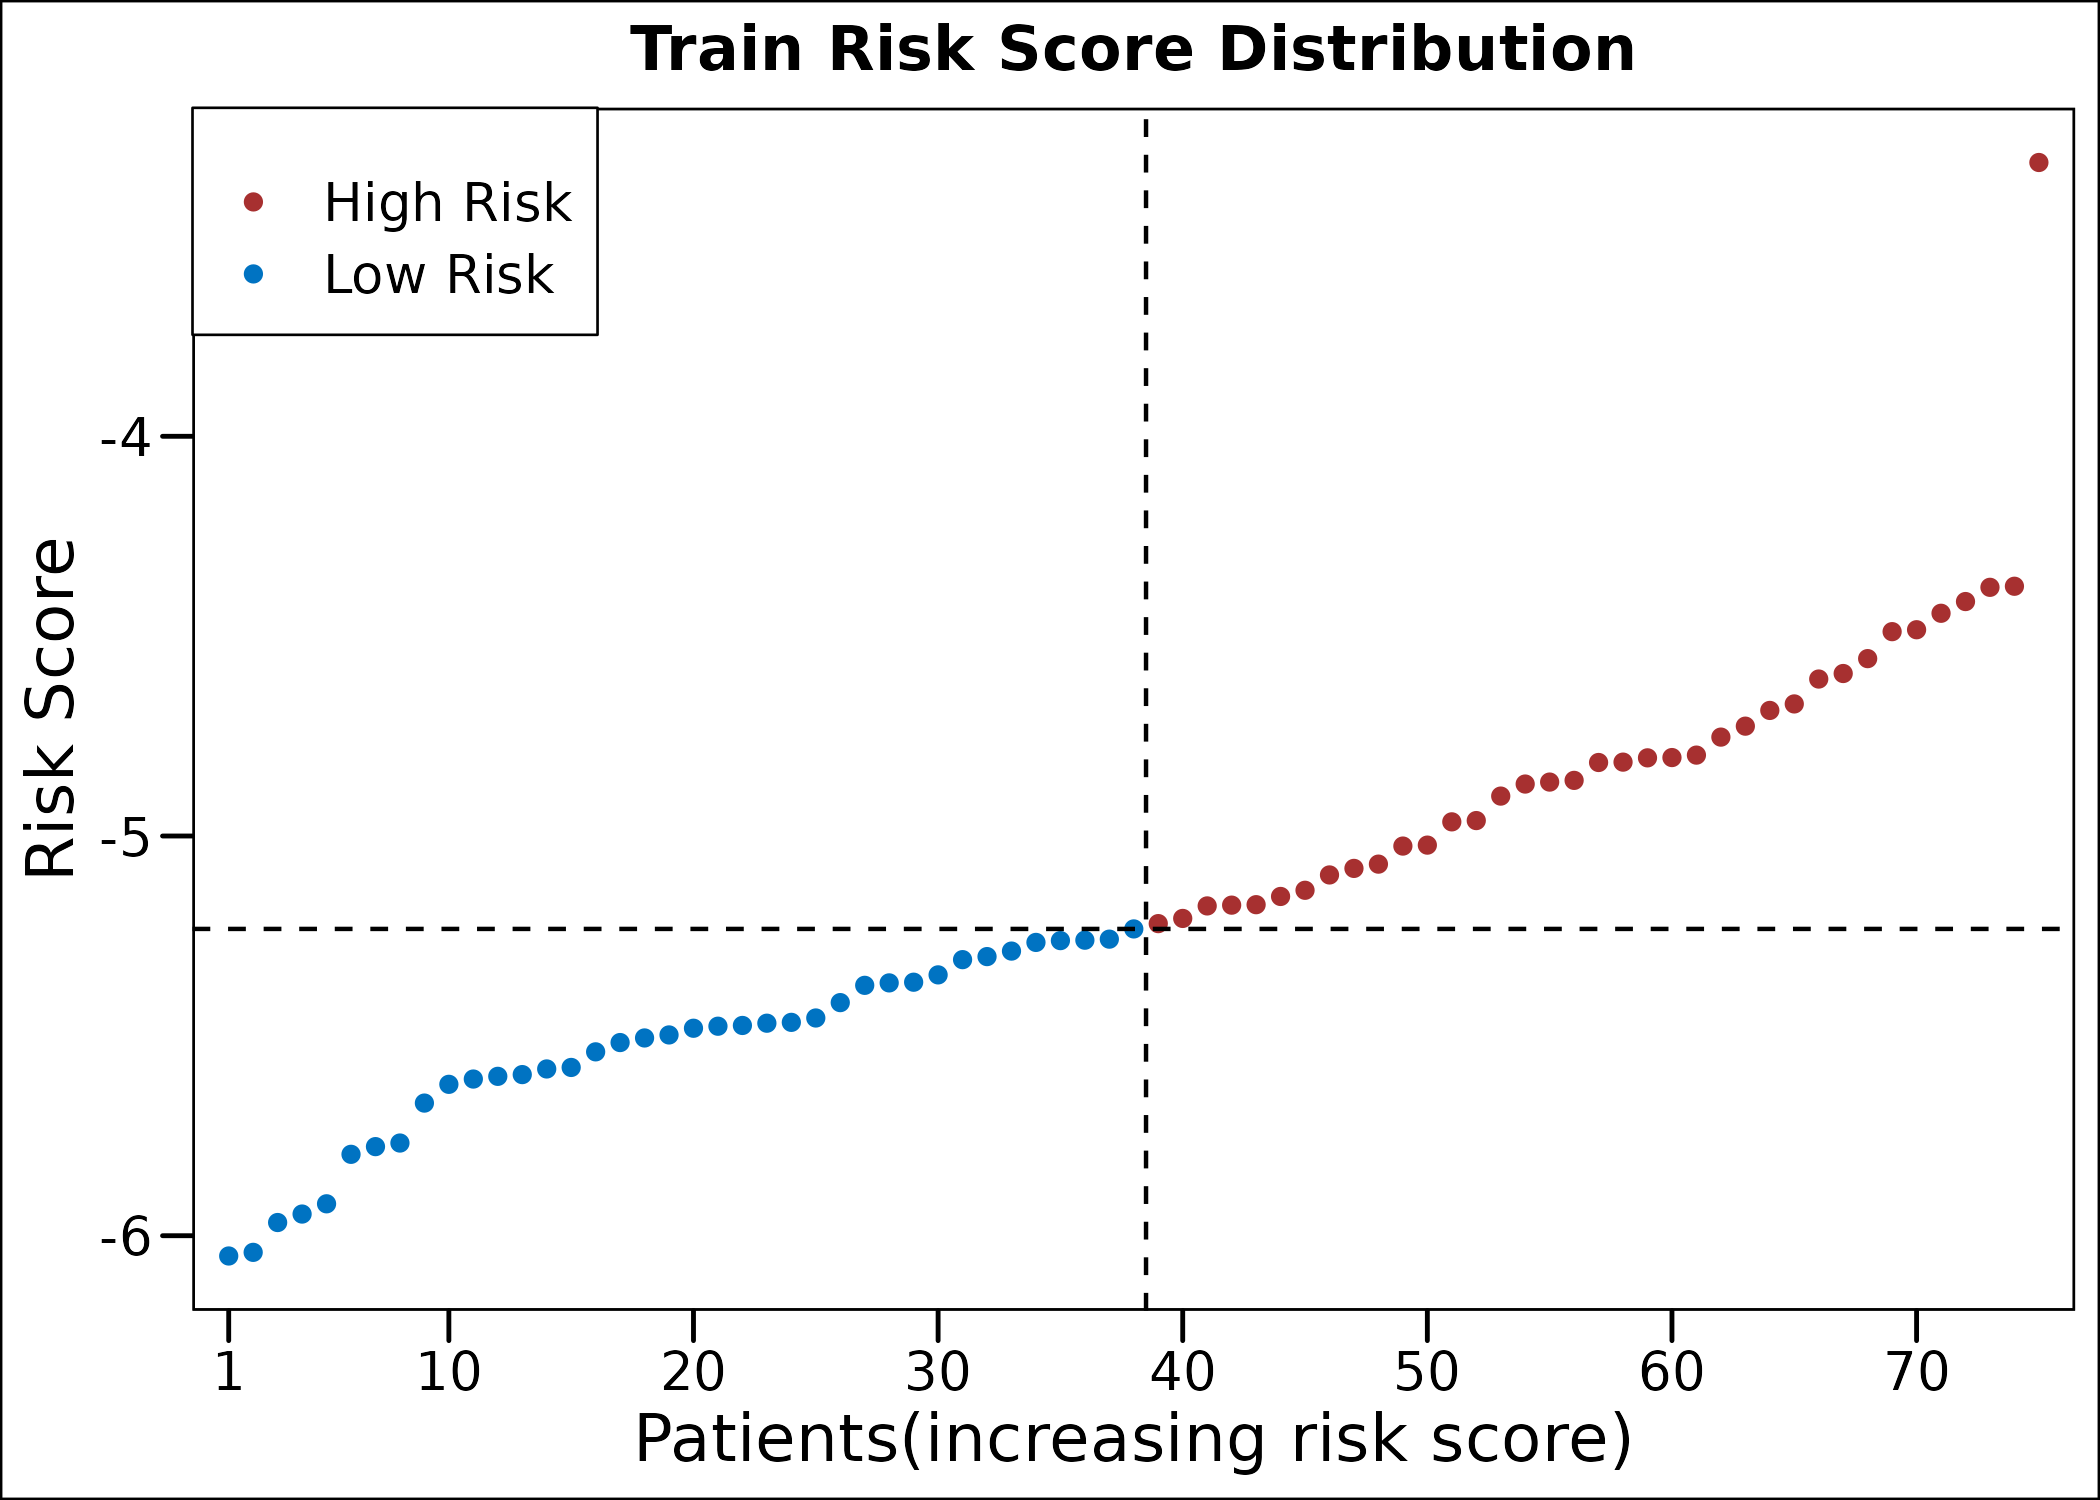 Train Risk Score Distribution
High Risk
Low Risk
Risk Score
-4
-5
-6
1 10 20 30 40 50 60 70
Patients(increasing risk score)